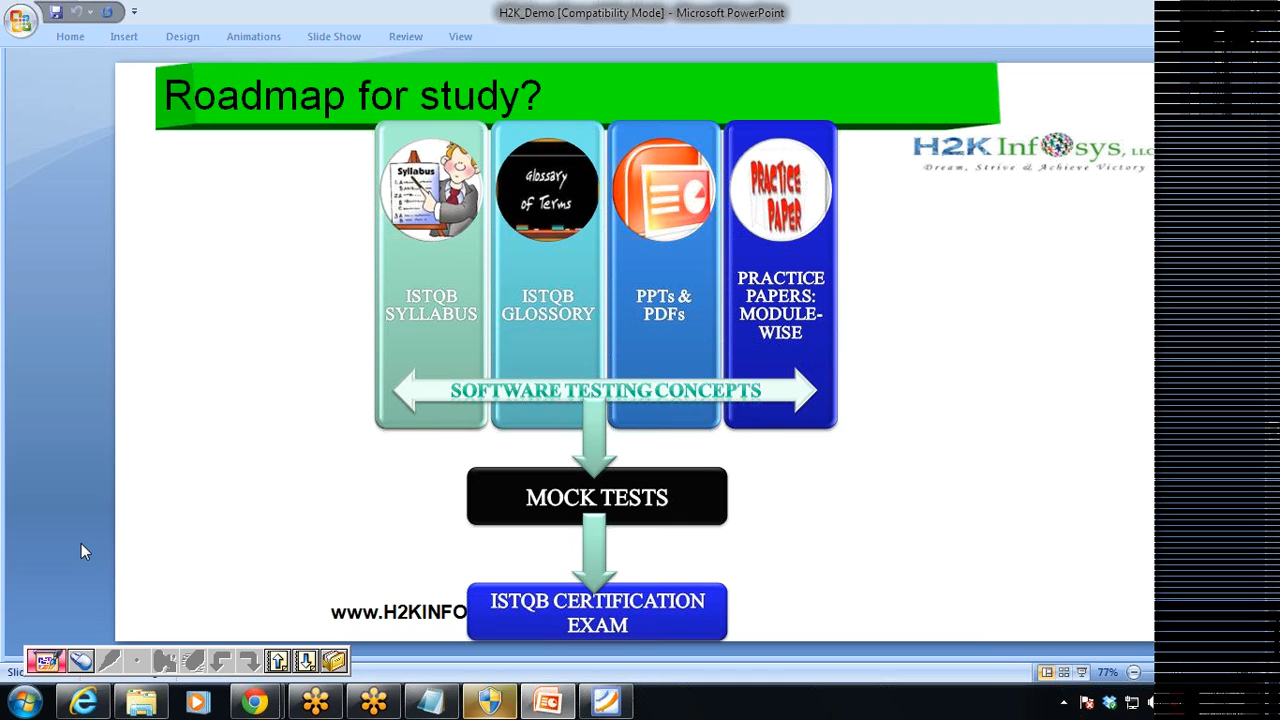 H2K_Demo [Compatibility Mode] - Microsoft PowerPoint
Home Insert Design Animations Slide Show Review View
Roadmap for study?
H2K Infosys, LLC
Dream, Strive & Achieve Victory
Syllabus
Glossary
of Terms
PRACTICE
PAPER
ISTQB
SYLLABUS
ISTQB
GLOSSORY
PPTs &
PDFs
PRACTICE
PAPERS:
MODULE-
WISE
SOFTWARE TESTING CONCEPTS
MOCK TESTS
ISTQB CERTIFICATION
EXAM
www.H2KINFO
77%